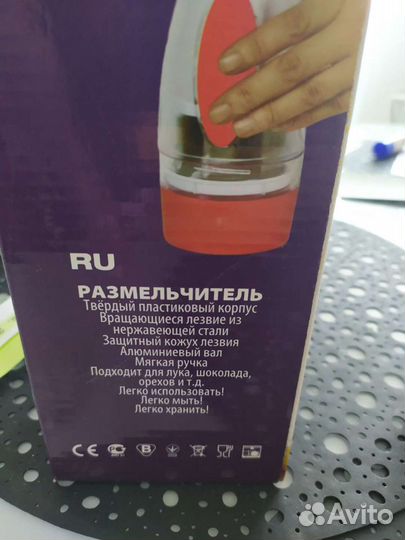 RU
РАЗМЕЛЬЧИТЕЛЬ
Твёрдый пластиковый корпус
Вращающиеся лезвие из
нержавеющей стали
Защитный кожух лезвия
Алюминиевый вал
Мягкая ручка
Подходит для лука, шоколада,
орехов и т.д.
Легко использовать!
Легко мыть!
Легко хранить!
CE
Avito